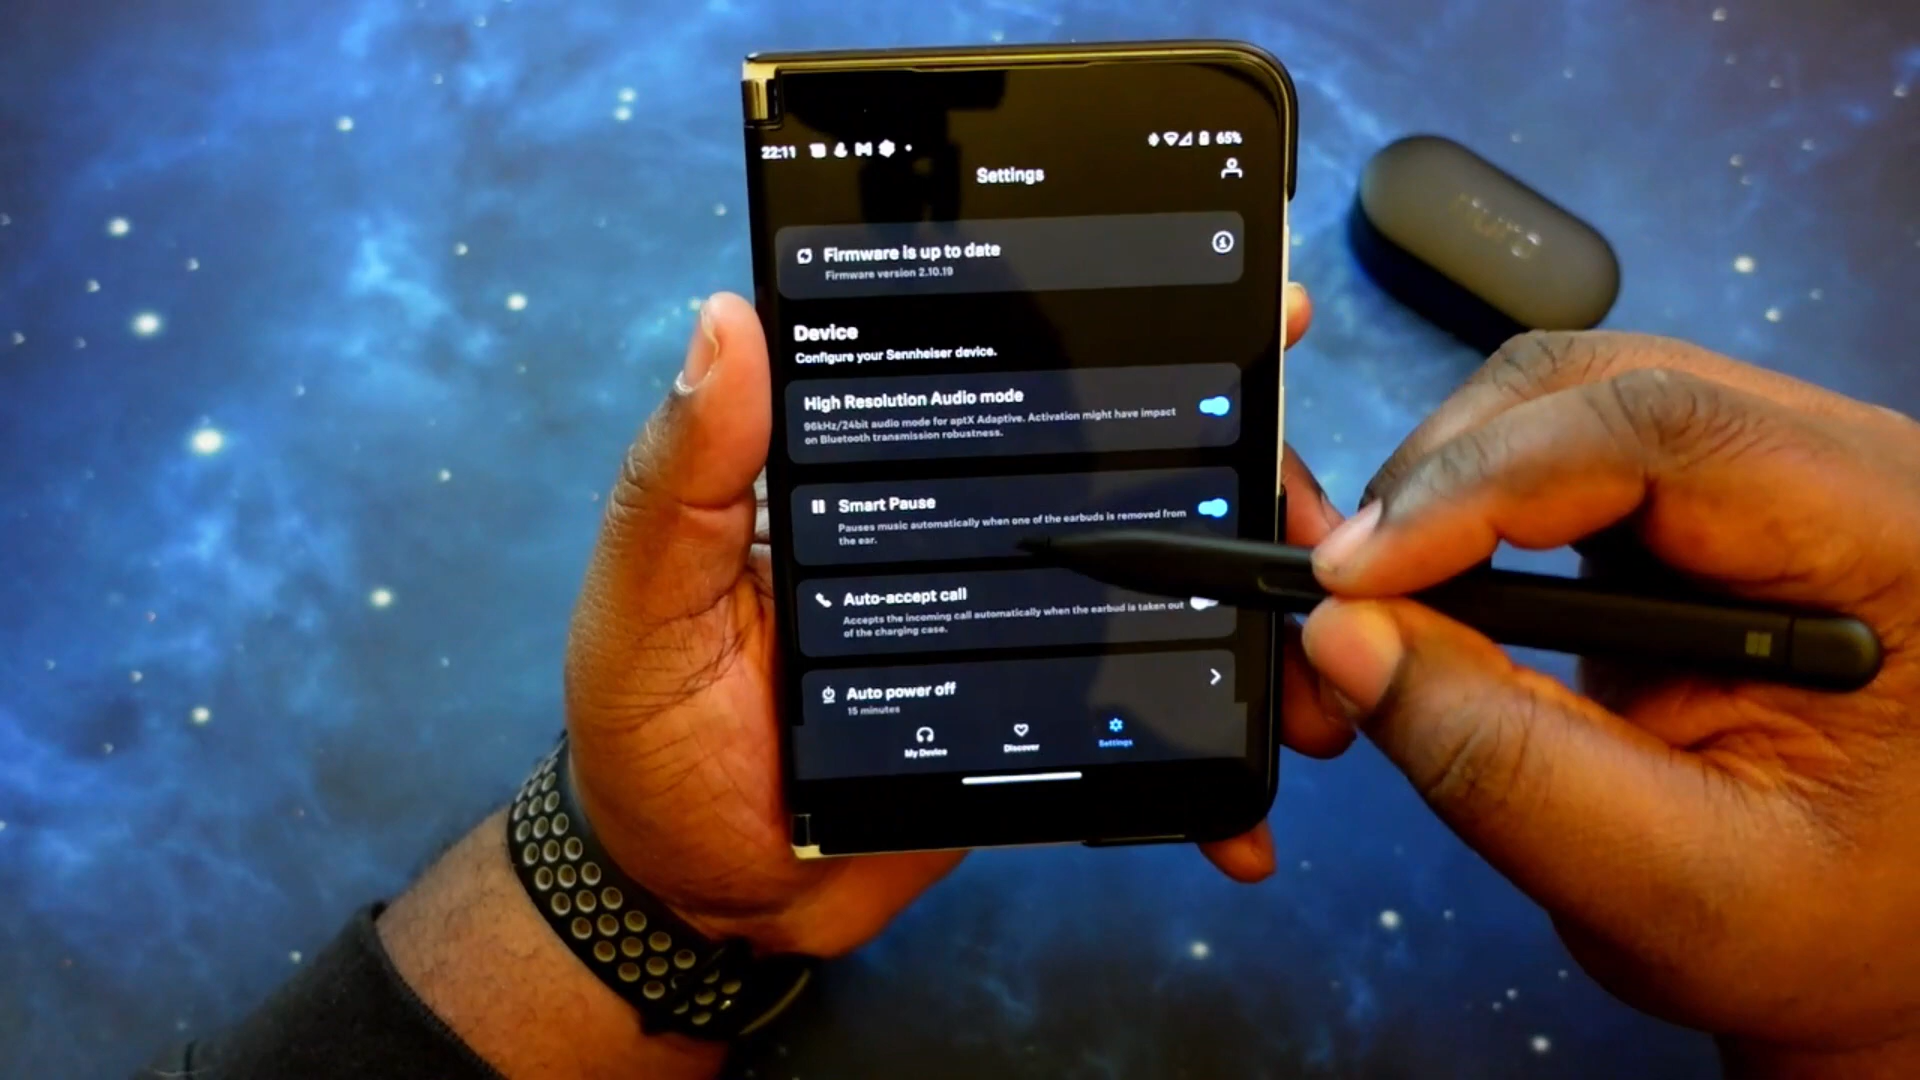 22:11
65%
Settings
Firmware is up to date
Firmware version 2.10.19
Device
Configure your Sennheiser device.
High Resolution Audio mode
96kHz/24bit audio mode for aptX Adaptive. Activation might have impact
on Bluetooth transmission robustness.
Smart Pause
Pauses music automatically when one of the earbuds is removed from
the ear.
Auto-accept call
Accepts the incoming call automatically when the earbud is taken out
of the charging case.
Auto power off
15 minutes
My Device
Discover
Settings